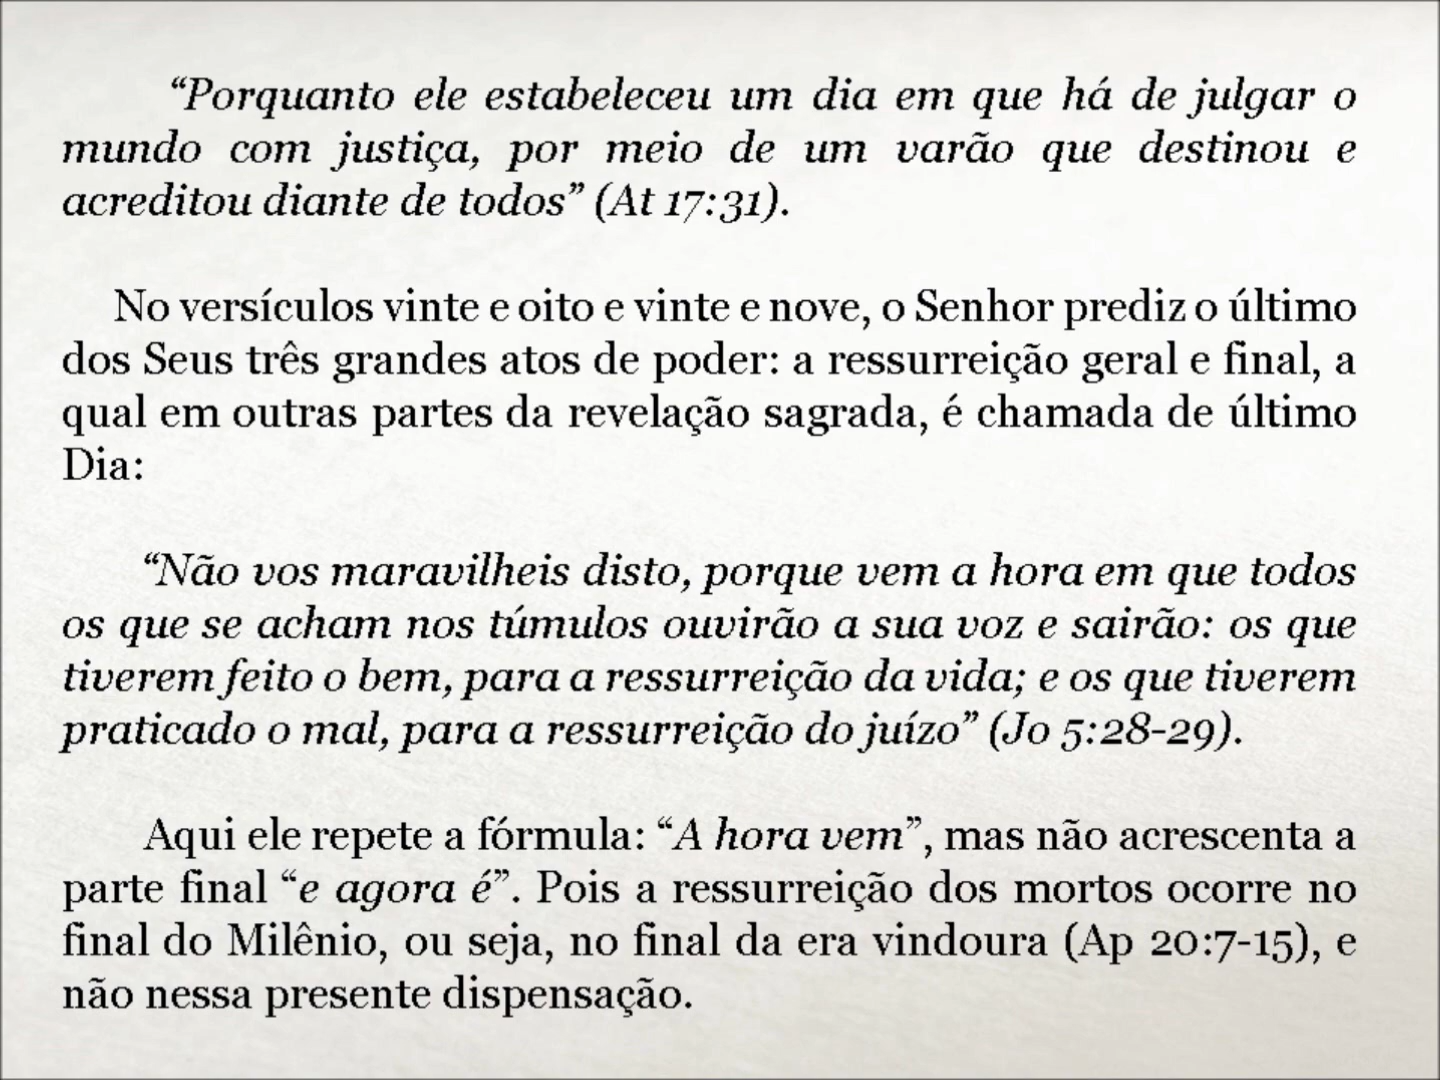 “Porquanto ele estabeleceu um dia em que há de julgar o
mundo com justiça, por meio de um varão que destinou e
acreditou diante de todos” (At 17:31).
No versículos vinte e oito e vinte e nove, o Senhor prediz o último
dos Seus três grandes atos de poder: a ressurreição geral e final, a
qual em outras partes da revelação sagrada, é chamada de último
Dia:
“Não vos maravilheis disto, porque vem a hora em que todos
os que se acham nos túmulos ouvirão a sua voz e sairão: os que
tiverem feito o bem, para a ressurreição da vida; e os que tiverem
praticado o mal, para a ressurreição do juízo” (Jo 5:28-29).
Aqui ele repete a fórmula: “A hora vem”, mas não acrescenta a
parte final “e agora é”. Pois a ressurreição dos mortos ocorre no
final do Milênio, ou seja, no final da era vindoura (Ap 20:7-15), e
não nessa presente dispensação.